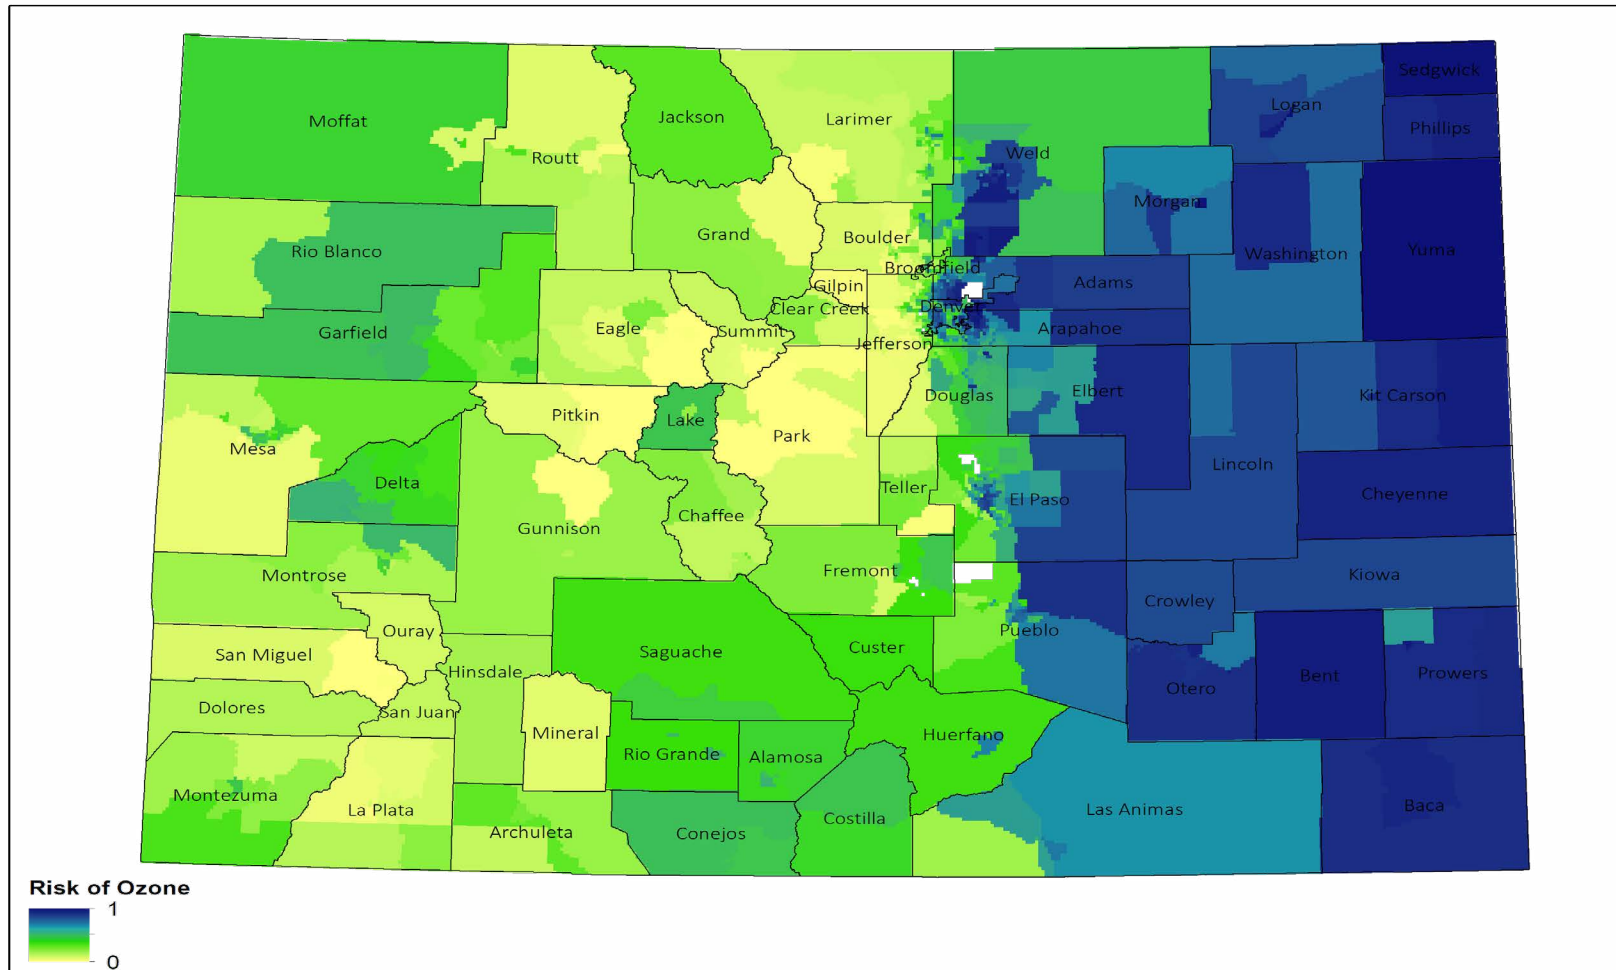 Sedgwick
Logan
Moffat
Jackson
Larimer
Phillips
Weld
Routt
Morgan
Grand
Boulder
Rio Blanco
Washington
Yuma
Broomfield
Gilpin
Adams
Clear Creek
Denver
Garfield
Eagle
Summit
Arapahoe
Jefferson
Pitkin
Lake
Douglas
Elbert
Kit Carson
Park
Mesa
Lincoln
Delta
Teller
El Paso
Cheyenne
Gunnison
Chaffee
Montrose
Fremont
Kiowa
Crowley
Ouray
Pueblo
San Miguel
Saguache
Custer
Hinsdale
Bent
Prowers
Otero
Dolores
San Juan
Mineral
Huerfano
Rio Grande
Alamosa
Montezuma
La Plata
Las Animas
Baca
Archuleta
Conejos
Costilla
Risk of Ozone
1
0